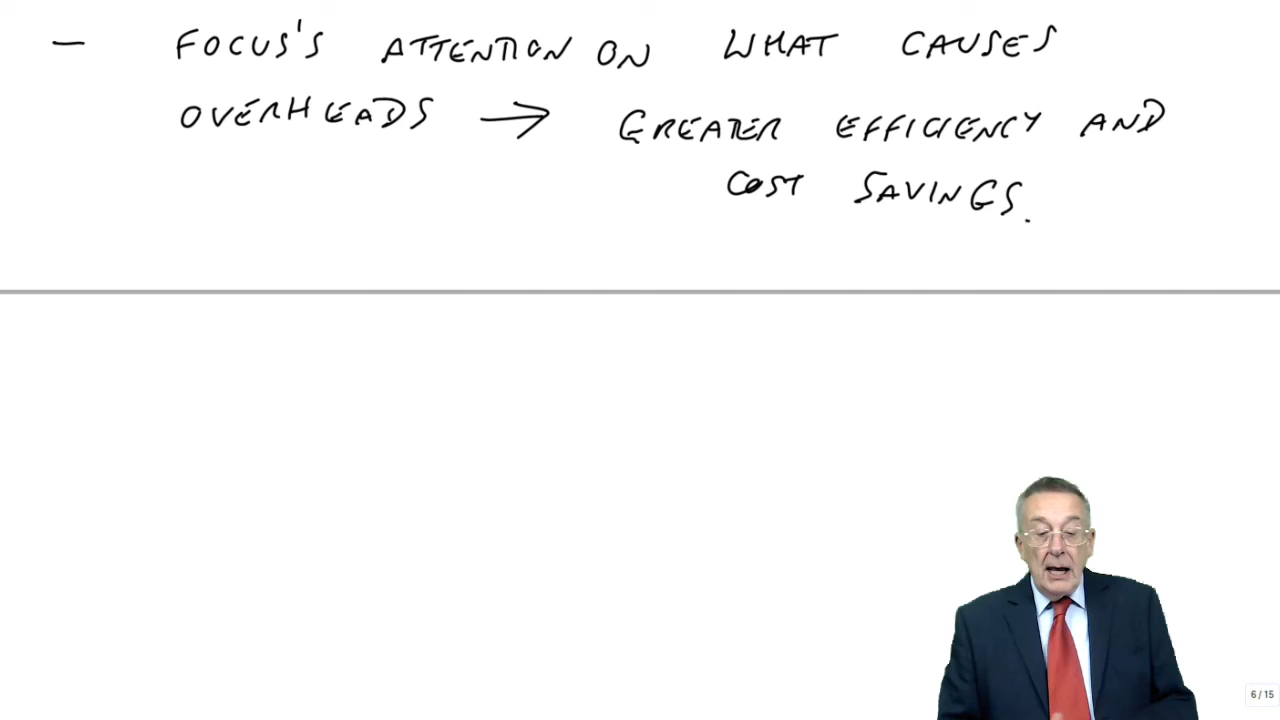 — FOCUS'S ATTENTION ON WHAT CAUSES
OVERHEADS → GREATER EFFICIENCY AND
COST SAVINGS.
6 / 15